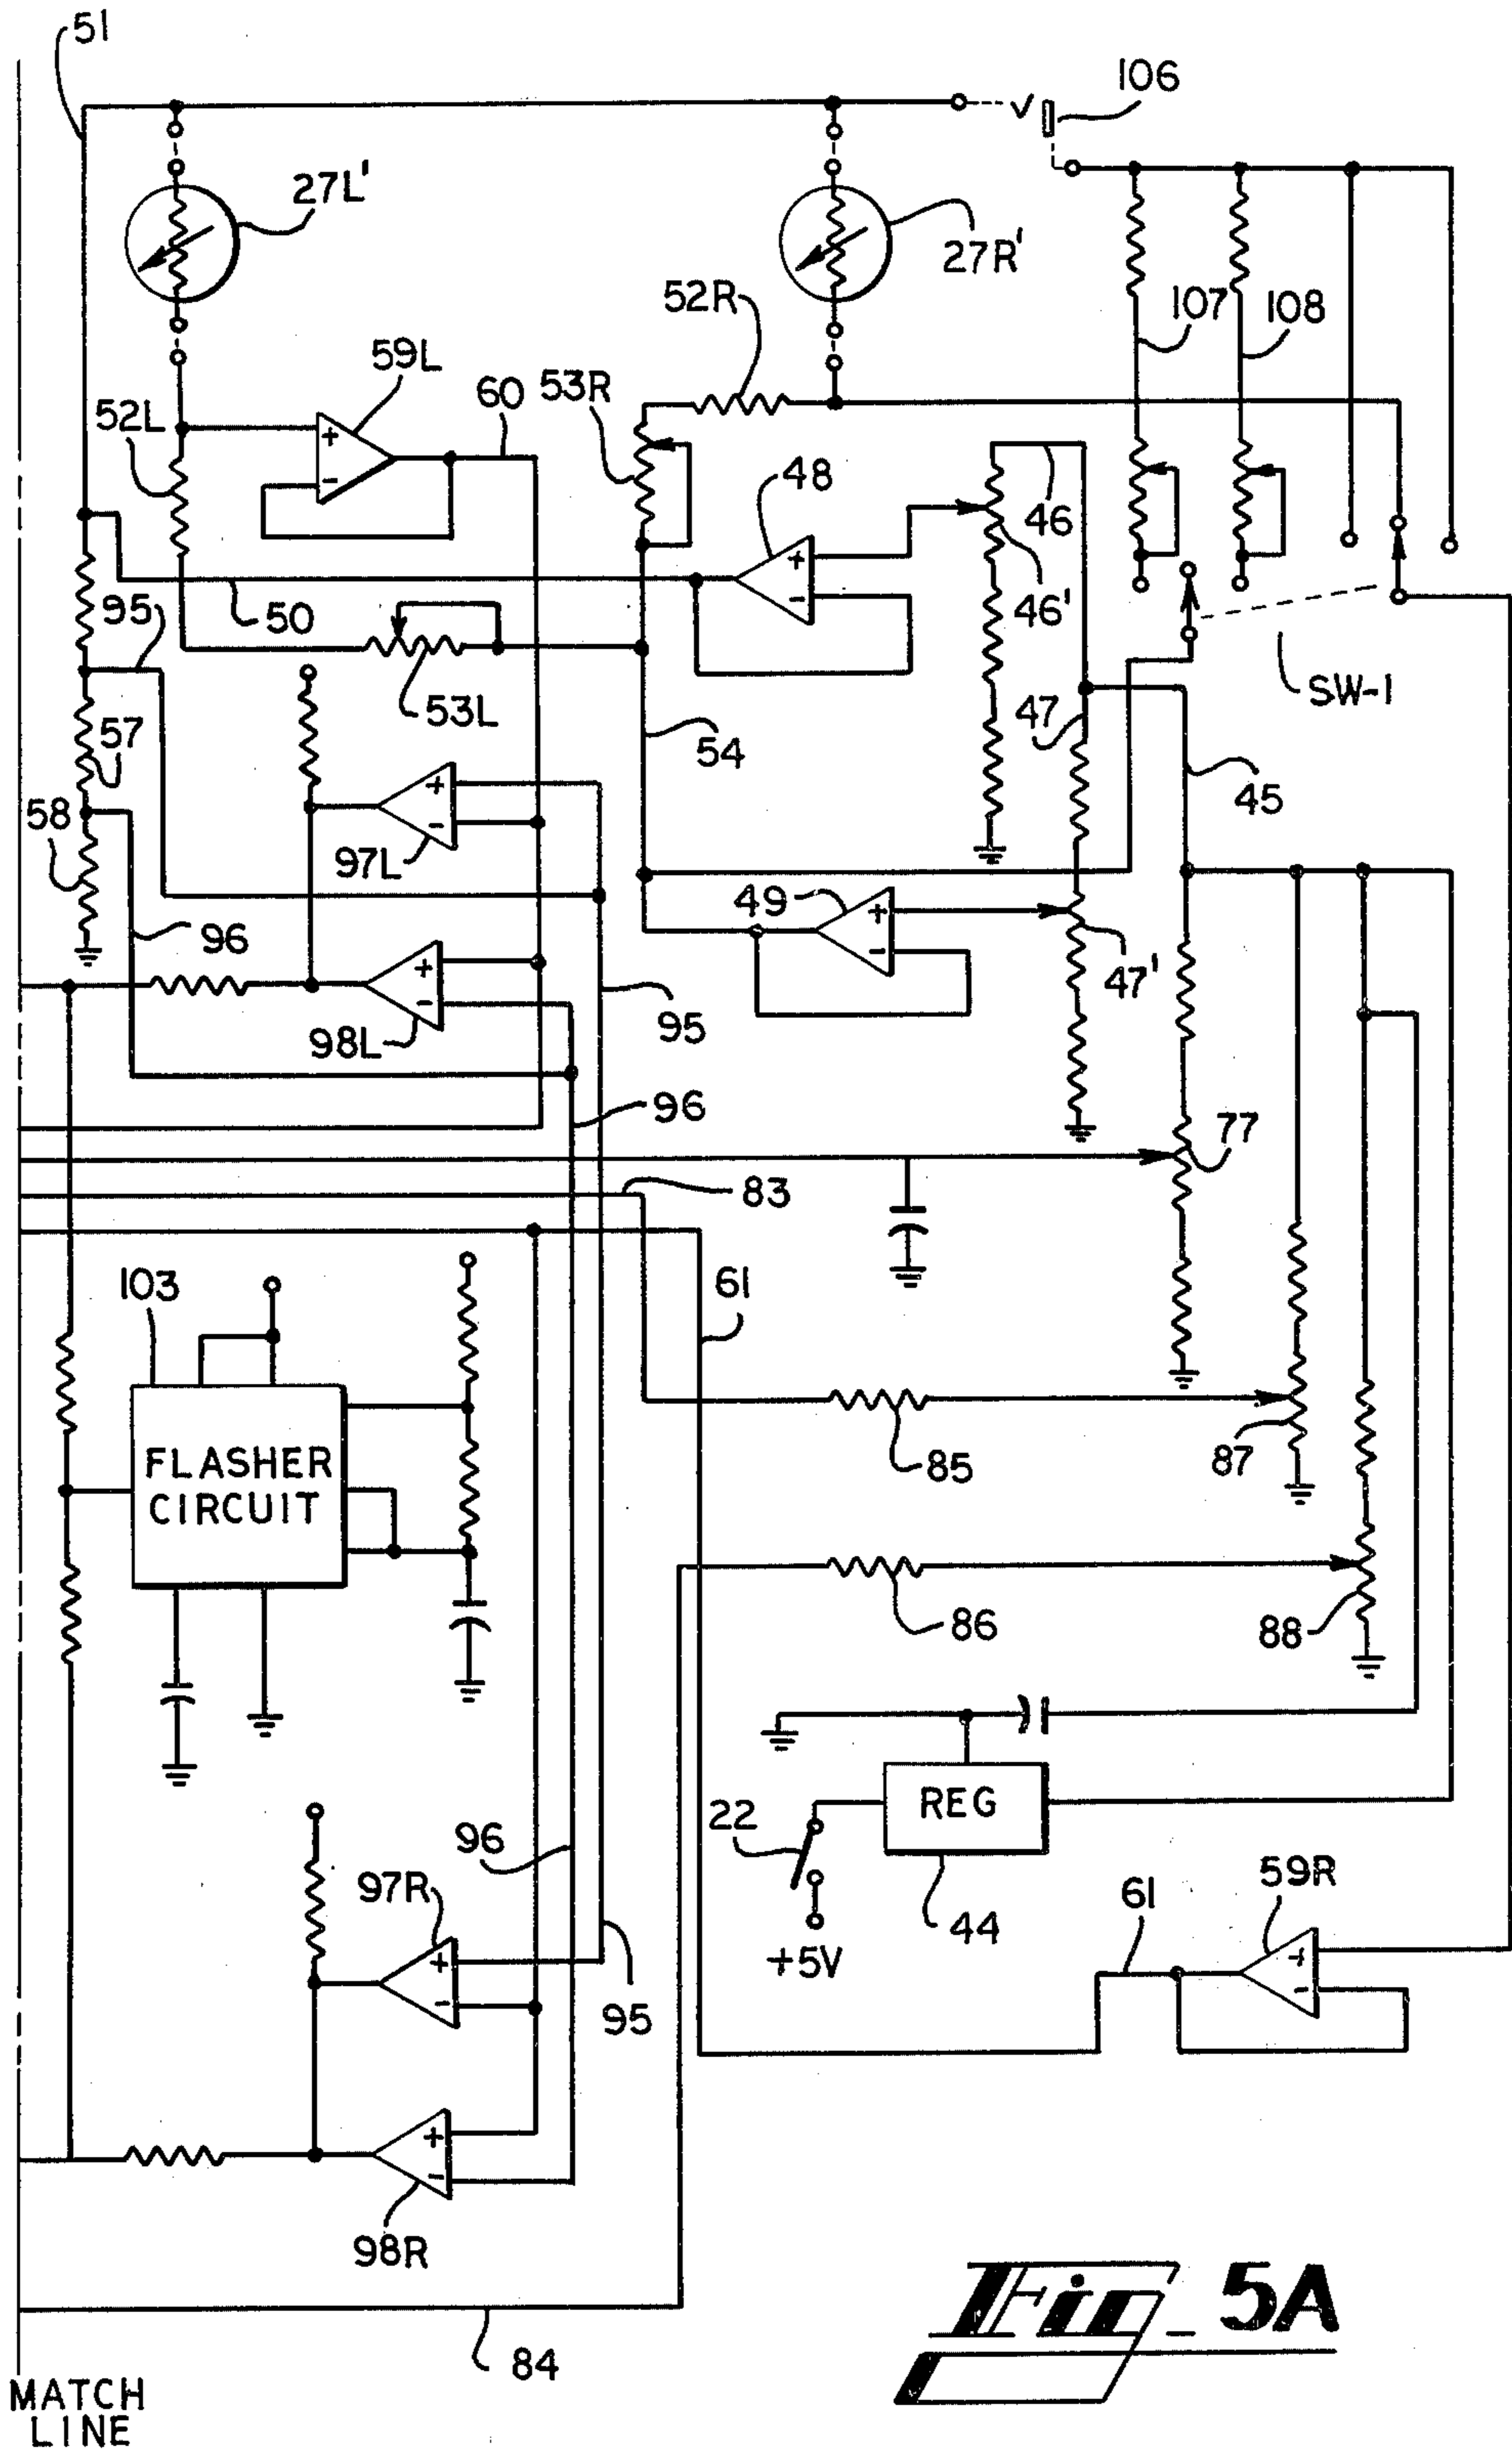 51
106
27L'
27R'
52R
107
108
59L
60
53R
52L
+
-
48
46
+
-
46'
95
50
SW-1
53L
47
57
54
45
58
+
-
97L
49
+
-
96
47'
+
-
98L
95
96
77
83
103
61
FLASHER
CIRCUIT
87
85
86
88
REG
22
96
59R
97R
61
44
+5V
+
-
+
-
95
+
-
98R
Fig_ 5A
84
MATCH
LINE